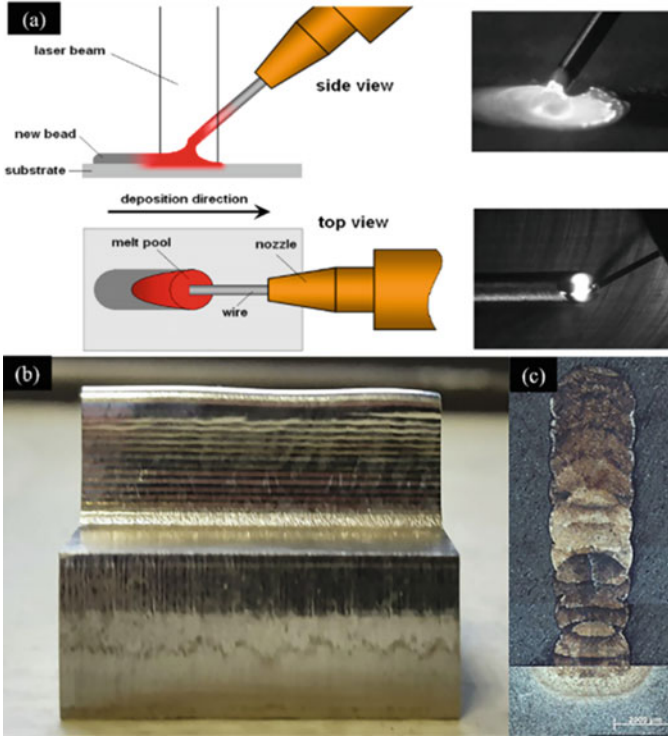 (a)
laser beam
side view
new bead
substrate
deposition direction
top view
melt pool
nozzle
wire
(b)
(c)